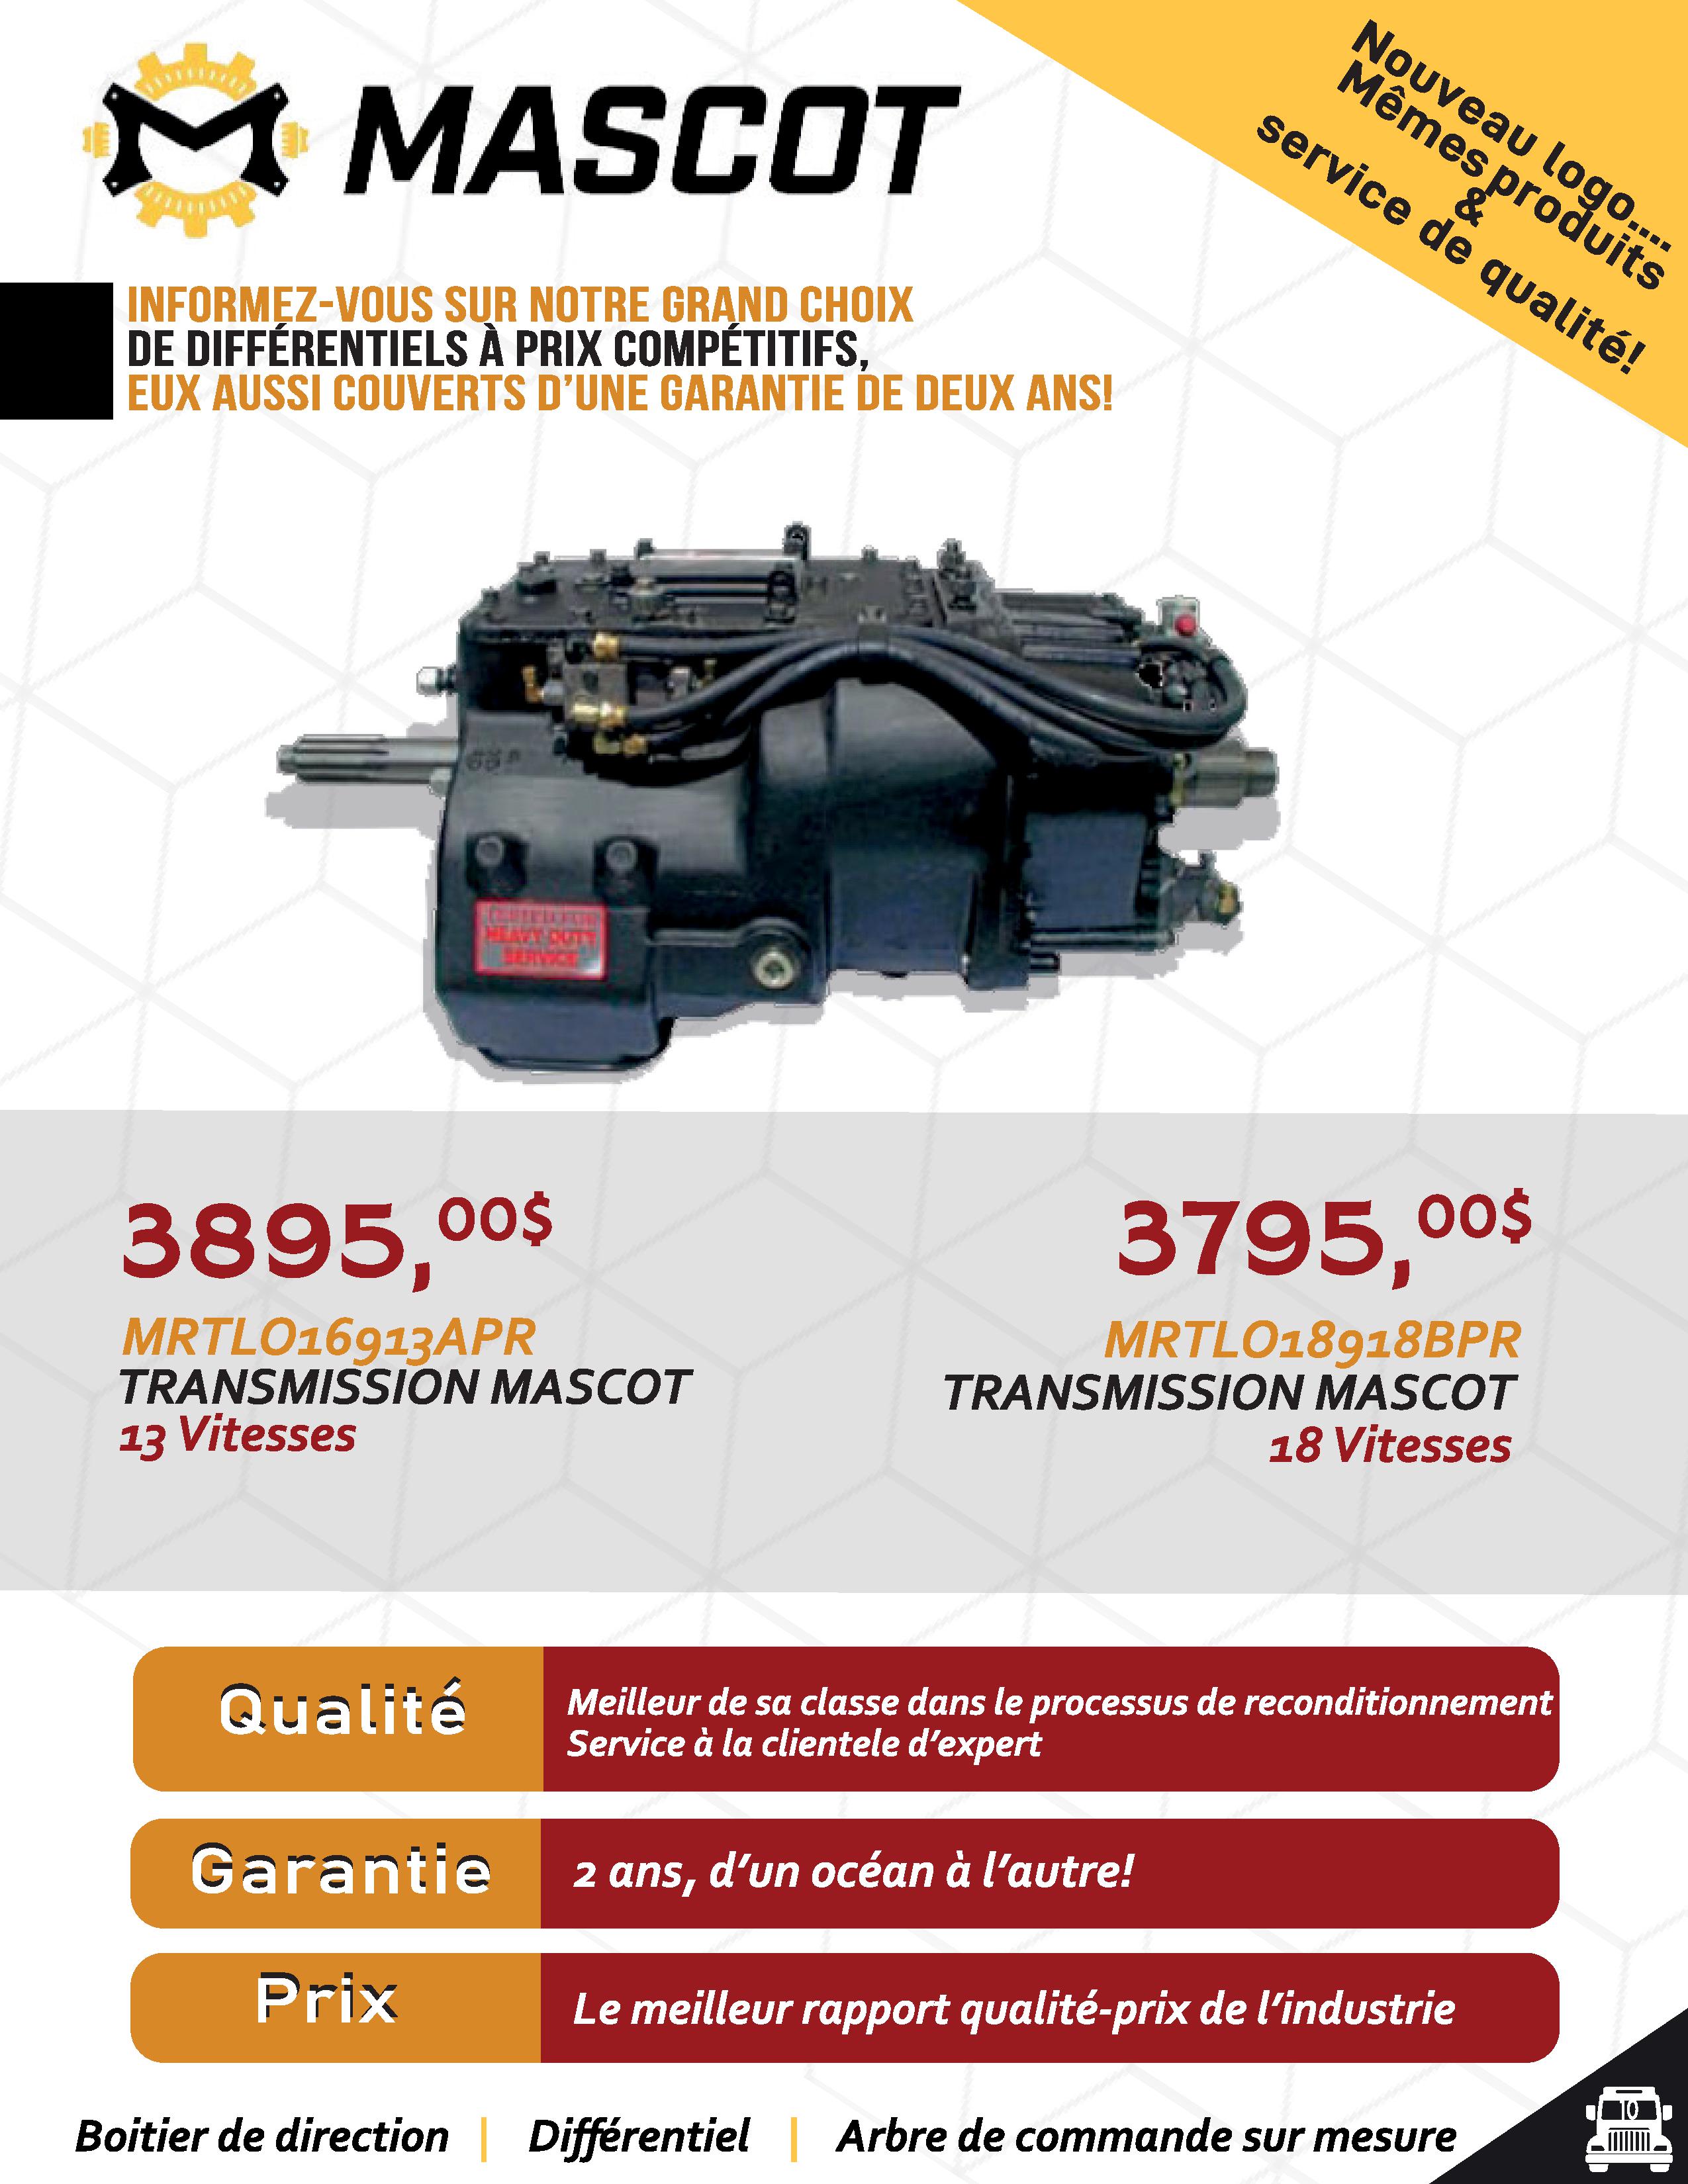 MASCOT
Nouveau logo....
Mêmes produits
&
service de qualité!
INFORMEZ-VOUS SUR NOTRE GRAND CHOIX
DE DIFFÉRENTIELS À PRIX COMPÉTITIFS,
EUX AUSSI COUVERTS D'UNE GARANTIE DE DEUX ANS!
HEAVY DUTY
SERVICE
3895,00$
MRTLO16913APR
TRANSMISSION MASCOT
13 Vitesses
3795,00$
MRTLO18918BPR
TRANSMISSION MASCOT
18 Vitesses
Qualité
Meilleur de sa classe dans le processus de reconditionnement
Service à la clientele d'expert
Garantie
2 ans, d'un océan à l'autre!
Prix
Le meilleur rapport qualité-prix de l'industrie
Boitier de direction | Différentiel | Arbre de commande sur mesure
10